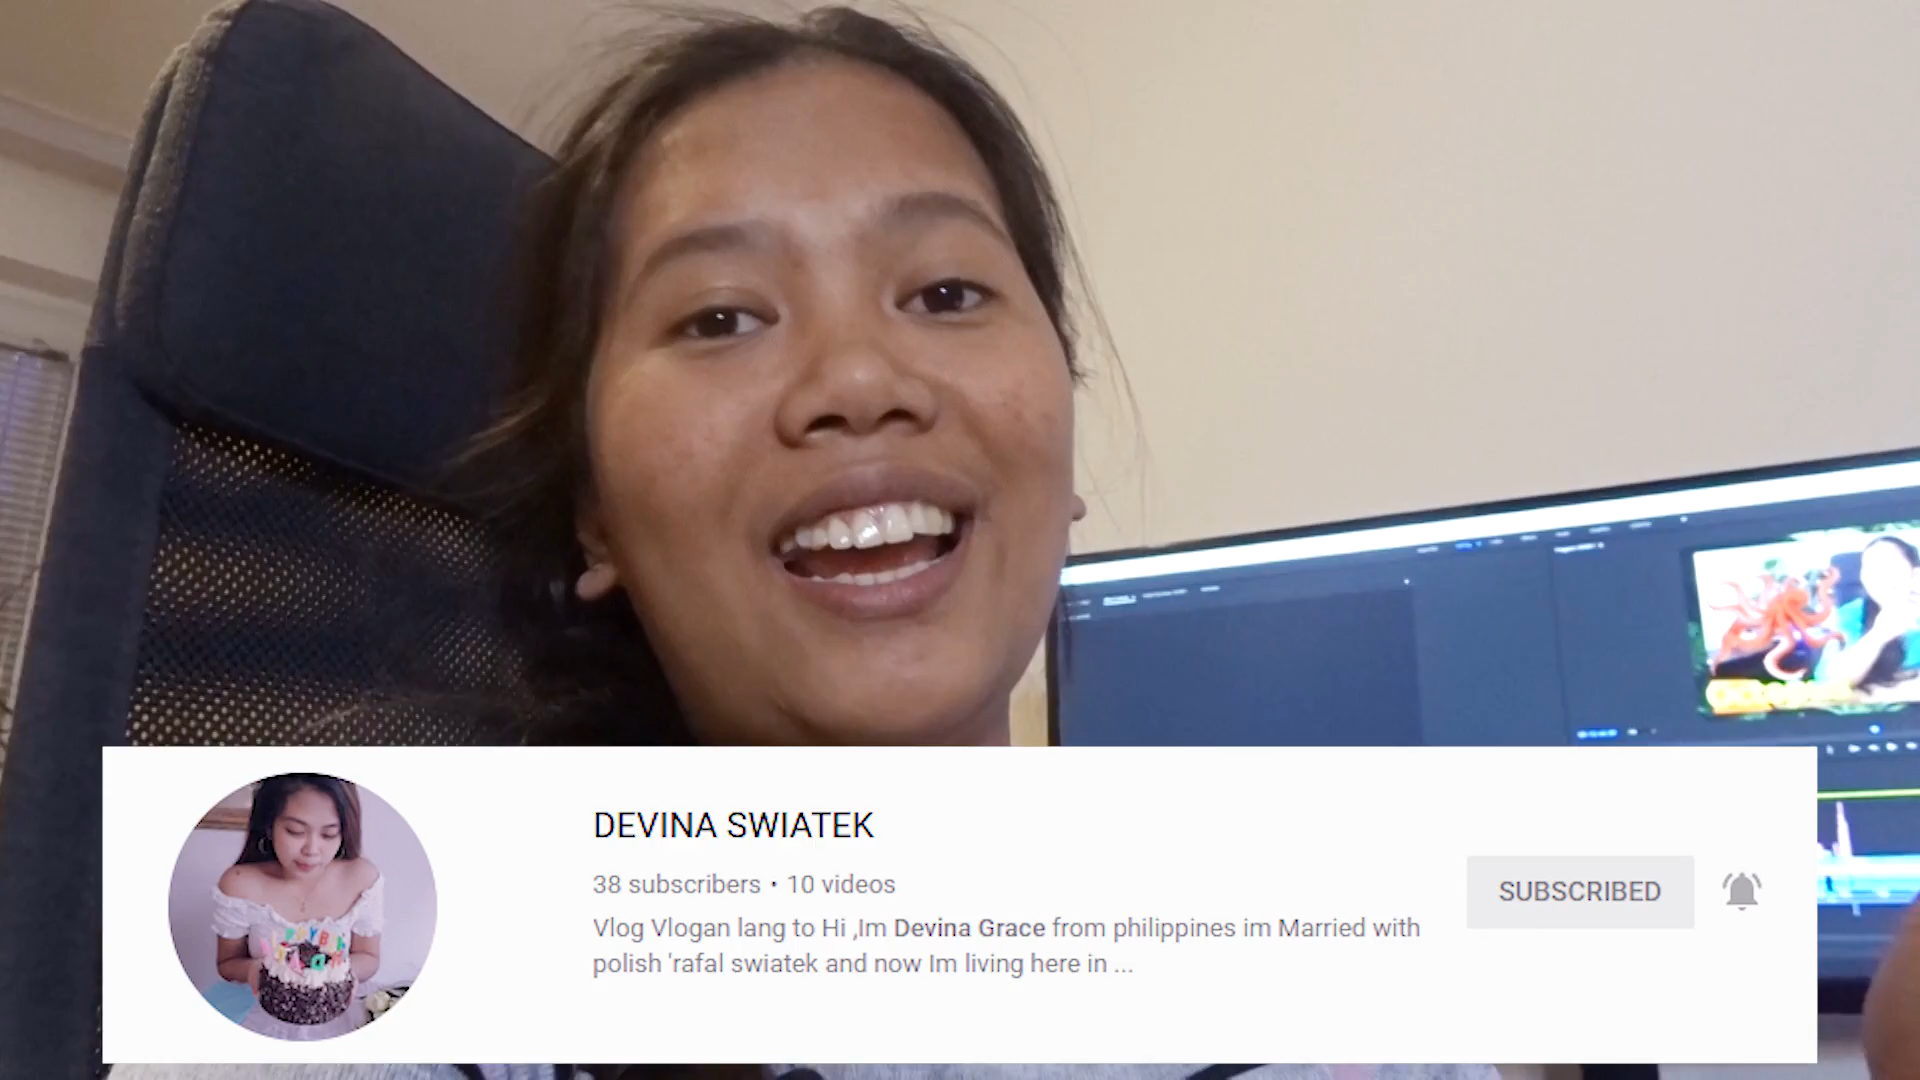 DEVINA SWIATEK
38 subscribers • 10 videos
Vlog Vlogan lang to Hi ,Im Devina Grace from philippines im Married with
polish 'rafal swiatek and now Im living here in ...
SUBSCRIBED